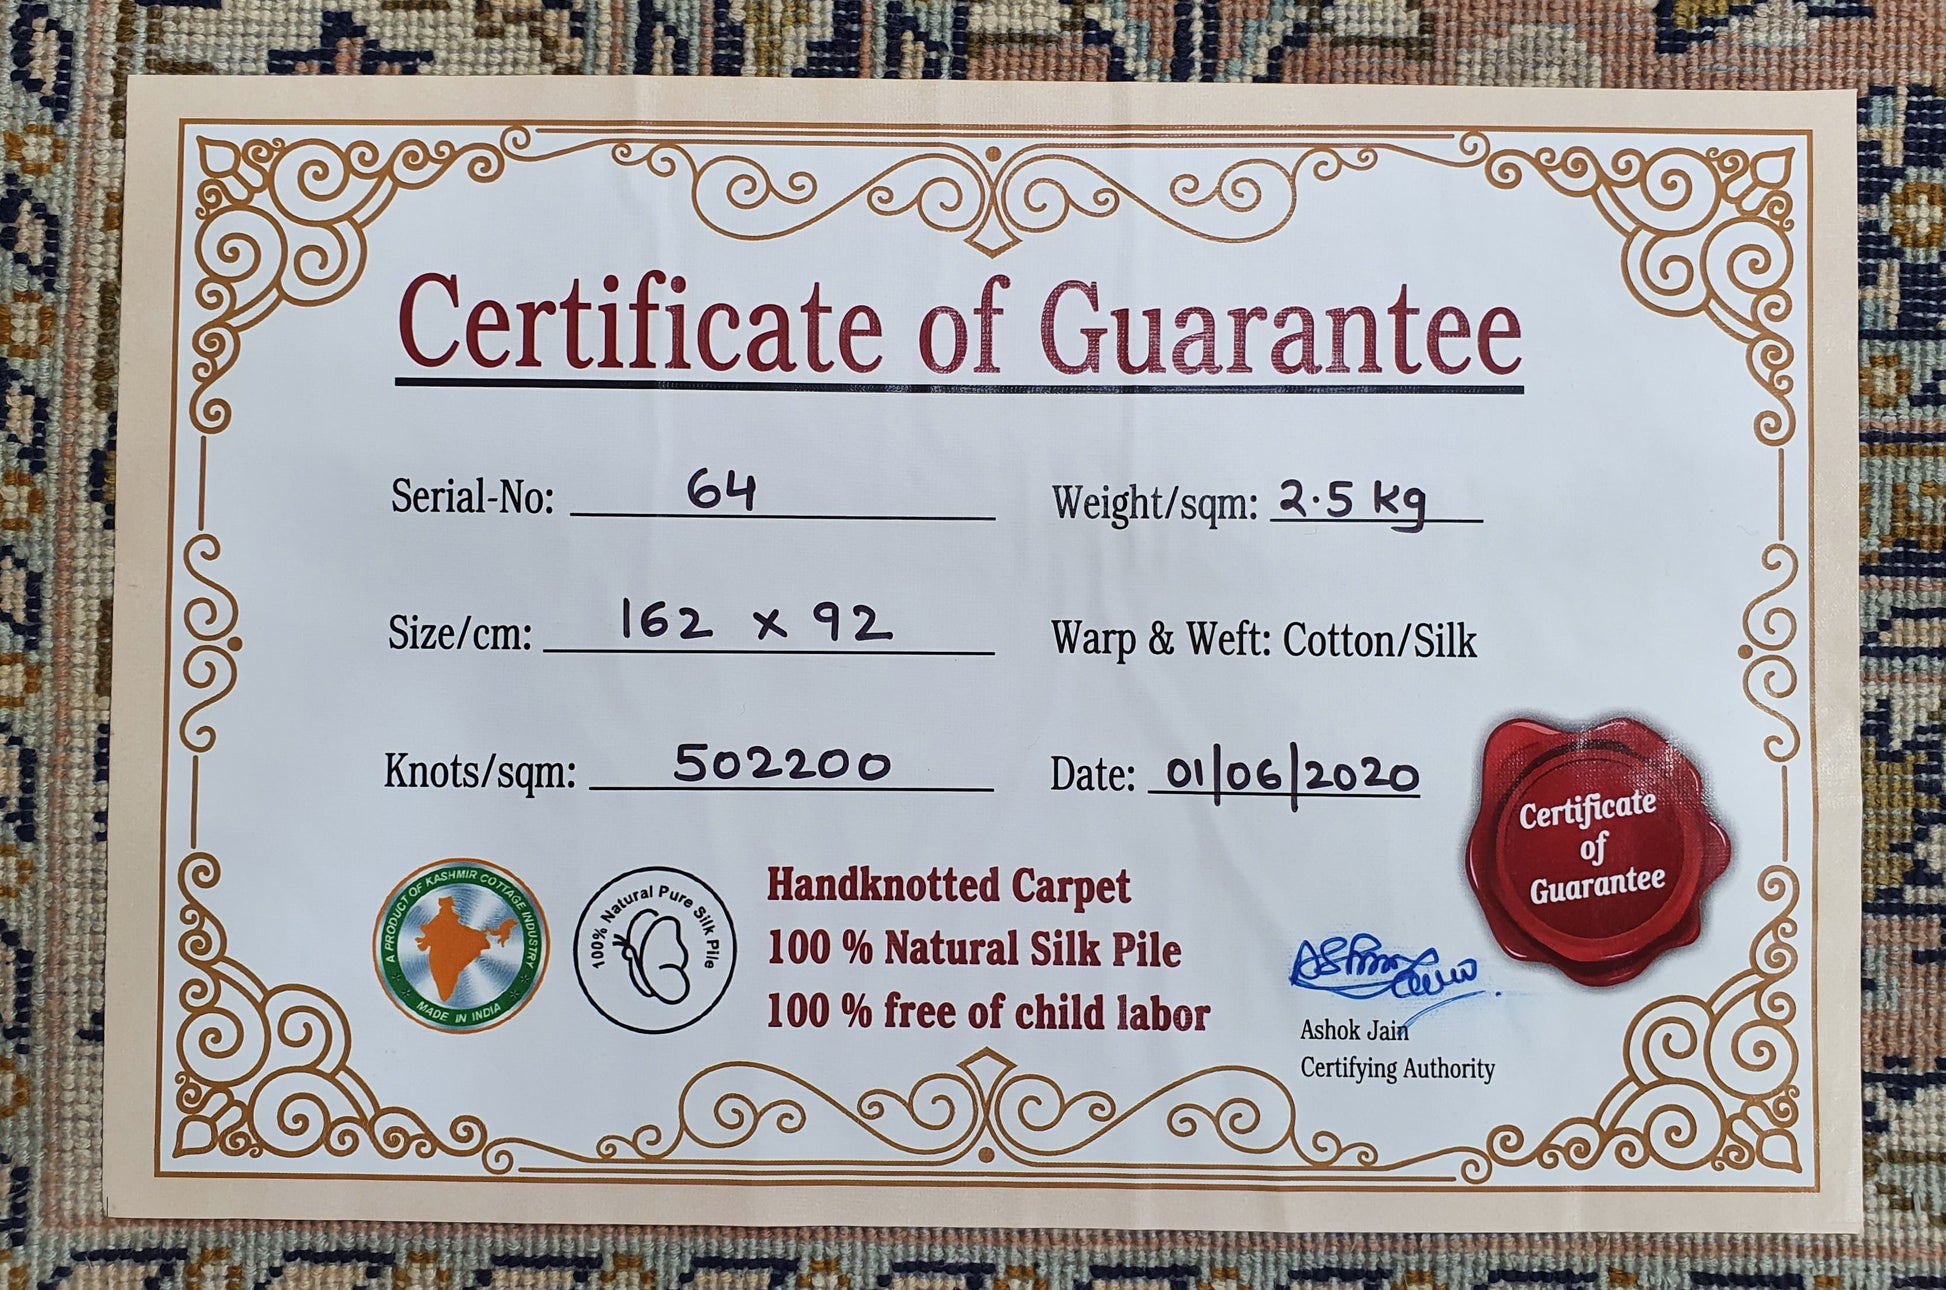 Certificate of Guarantee
Serial-No: 64
Weight/sqm: 2.5 kg
Size/cm: 162 x 92
Warp & Weft: Cotton/Silk
Knots/sqm: 502200
Date: 01/06/2020
Certificate
of
Guarantee
A PRODUCT OF KASHMIR COTTAGE INDUSTRY
MADE IN INDIA
100% Natural Pure Silk Pile
Handknotted Carpet
100 % Natural Silk Pile
100 % free of child labor
Ashok Jain
Certifying Authority